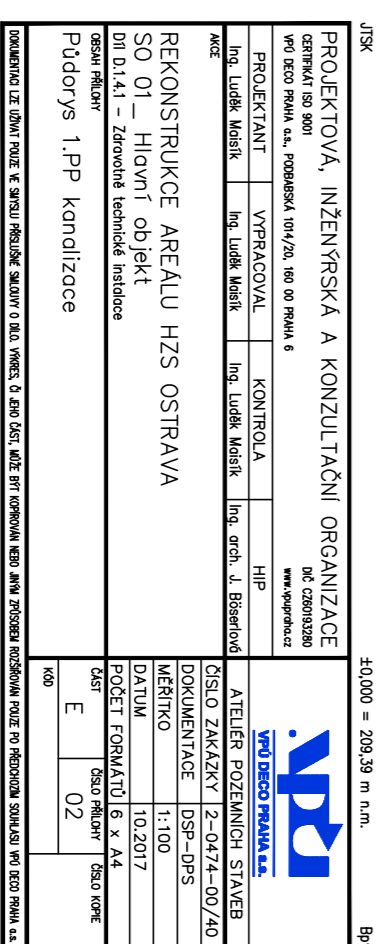 JTSK
±0,000 = 209,39 m n.m.
PROJEKTOVÁ, INŽENÝRSKÁ A KONZULTAČNÍ ORGANIZACE
CERTIFIKÁT ISO 9001
DIČ CZ60193280
VPÚ DECO PRAHA a.s., PODBABSKÁ 1014/20, 160 00 PRAHA 6
www.vpupraha.cz
vpú
VPÚ DECO PRAHA a.s.
PROJEKTANT VYPRACOVAL KONTROLA HIP
Ing. Luděk Maisík Ing. Luděk Maisík Ing. Luděk Maisík Ing. arch. J. Böserlová
ATELIÉR POZEMNÍCH STAVEB
AKCE
REKONSTRUKCE AREÁLU HZS OSTRAVA
SO 01_ Hlavní objekt
Díl D.1.4.1 – Zdravotně technické instalace
ČÍSLO ZAKÁZKY 2-0474-00/40
DOKUMENTACE DSP-DPS
MĚŘÍTKO 1:100
DATUM 10.2017
POČET FORMÁTŮ 6 x A4
OBSAH PŘÍLOHY
Půdorys 1.PP kanalizace
ČÁST ČÍSLO PŘÍLOHY ČÍSLO KOPIE
E 02
KÓD
DOKUMENTACI LZE UŽÍVAT POUZE VE SMYSLU PŘÍSLUŠNÉ SMLOUVY O DÍLO. VÝKRES, ČI JEHO ČÁST, MŮŽE BÝT KOPÍROVÁN NEBO JINÝM ZPŮSOBEM ROZŠIŘOVÁN POUZE PO PŘEDCHOZÍM SOUHLASU VPÚ DECO PRAHA a.s.